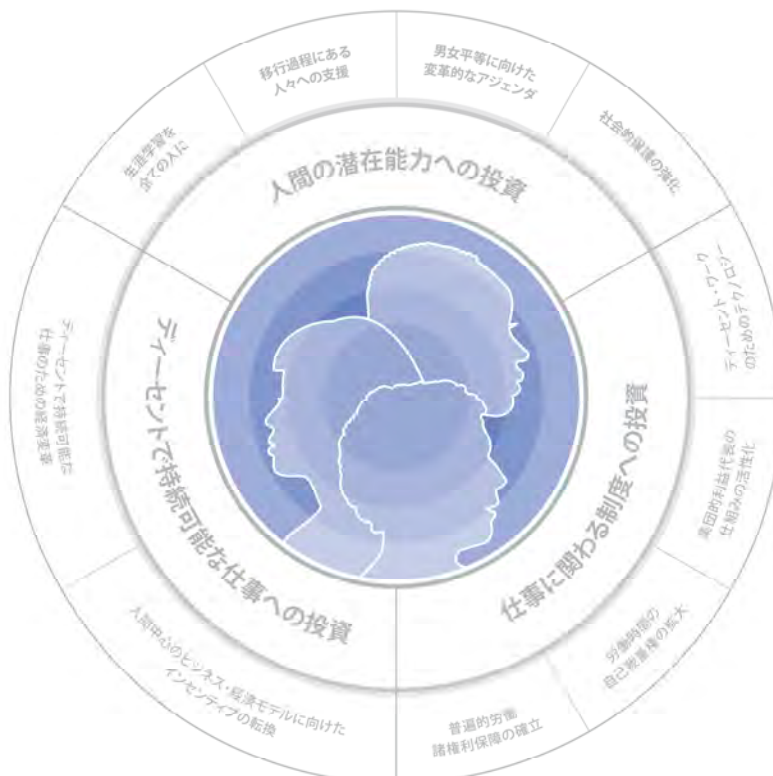 人間の潜在能力への投資
生涯学習を
全ての人に
移行過程にある
人々への支援
男女平等に向けた
変革的なアジェンダ
社会的保護の強化
仕事に関わる制度への投資
ディーセント・ワーク
のためのテクノロジー
集団的利益代表の
仕組みの活性化
労働時間の
自己裁量権の拡大
普遍的労働
諸権利保障の確立
ディーセントで持続可能な仕事への投資
人間中心のビジネス・経済モデルに向けた
インセンティブの転換
ディーセントで持続可能な
仕事のための経済変革